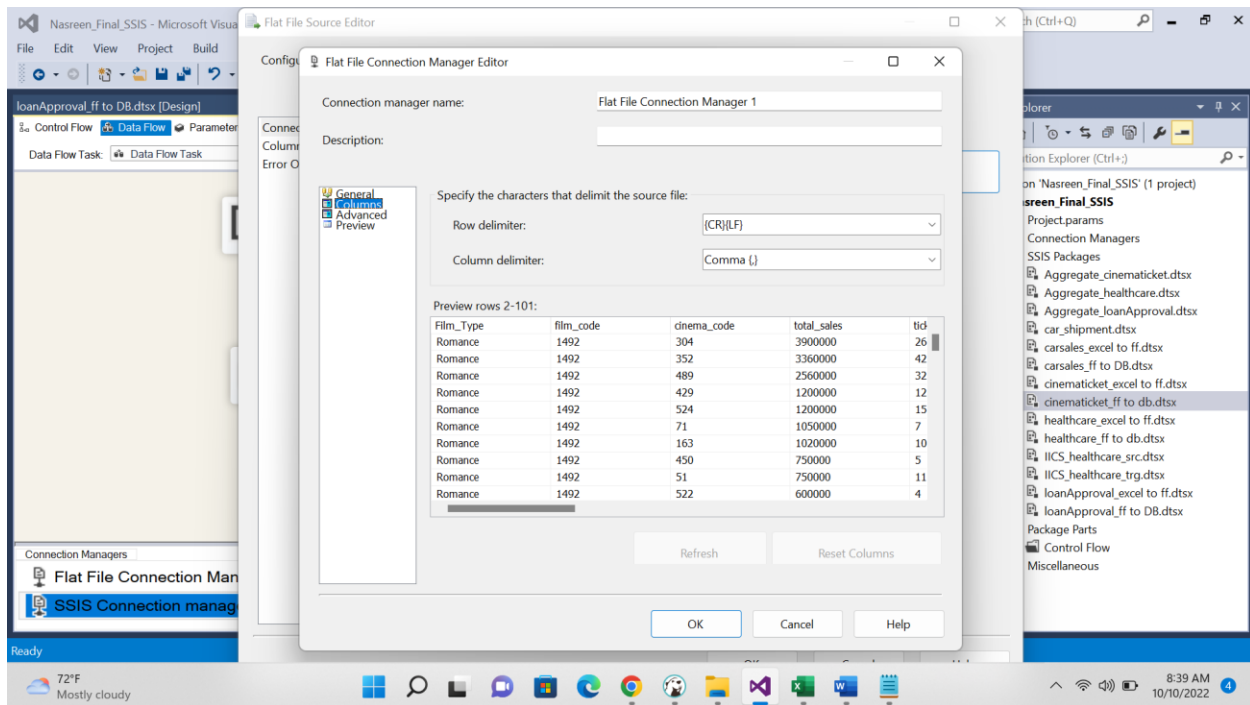 Nasreen_Final_SSIS - Microsoft Visua
Flat File Source Editor
ch (Ctrl+Q)
File Edit View Project Build
Configu
Flat File Connection Manager Editor
Connection manager name: Flat File Connection Manager 1
Description:
loanApproval_ff to DB.dtsx [Design]
Control Flow Data Flow Parameter
Data Flow Task: Data Flow Task
Connec
Column
Error O
General
Columns
Advanced
Preview
Specify the characters that delimit the source file:
Row delimiter: {CR}{LF}
Column delimiter: Comma {,}
Preview rows 2-101:
Film_Type film_code cinema_code total_sales tick
Romance 1492 304 3900000 26
Romance 1492 352 3360000 42
Romance 1492 489 2560000 32
Romance 1492 429 1200000 12
Romance 1492 524 1200000 15
Romance 1492 71 1050000 7
Romance 1492 163 1020000 10
Romance 1492 450 750000 5
Romance 1492 51 750000 11
Romance 1492 522 600000 4
Refresh Reset Columns
OK Cancel Help
plorer
ution Explorer (Ctrl+;)
on 'Nasreen_Final_SSIS' (1 project)
asreen_Final_SSIS
Project.params
Connection Managers
SSIS Packages
Aggregate_cinematicket.dtsx
Aggregate_healthcare.dtsx
Aggregate_loanApproval.dtsx
car_shipment.dtsx
carsales_excel to ff.dtsx
carsales_ff to DB.dtsx
cinematicket_excel to ff.dtsx
cinematicket_ff to db.dtsx
healthcare_excel to ff.dtsx
healthcare_ff to db.dtsx
IICS_healthcare_src.dtsx
IICS_healthcare_trg.dtsx
loanApproval_excel to ff.dtsx
loanApproval_ff to DB.dtsx
Package Parts
Control Flow
Miscellaneous
Connection Managers
Flat File Connection Man
SSIS Connection manag
Ready
72°F
Mostly cloudy
8:39 AM
10/10/2022
4